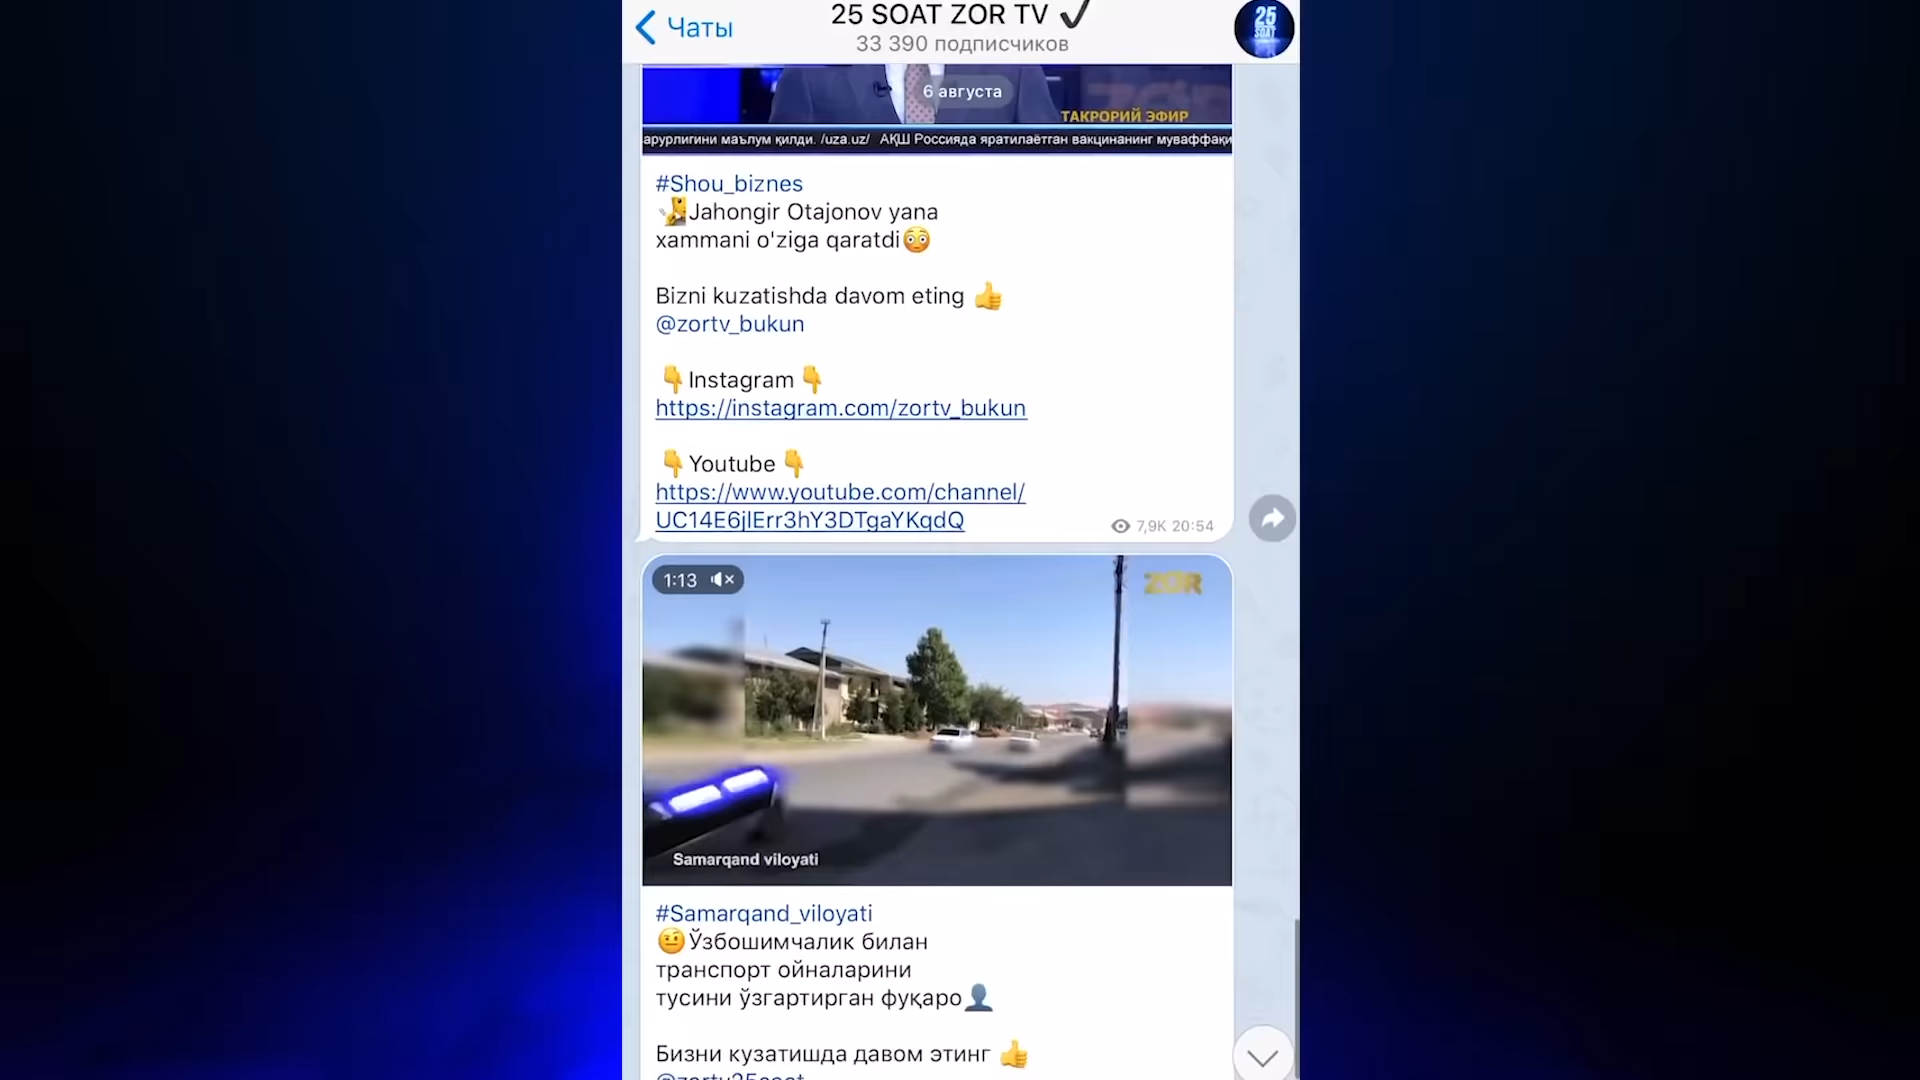 Чаты
25 SOAT ZOR TV
33 390 подписчиков
25
SOAT
6 августа
ТАКРОРИЙ ЭФИР
арурлигини маълум қилди. /uza.uz/ АҚШ Россияда яратилаётган вакцинанинг муваффақи
#Shou_biznes
Jahongir Otajonov yana
xammani o'ziga qaratdi
Bizni kuzatishda davom eting
@zortv_bukun
Instagram
https://instagram.com/zortv_bukun
Youtube
https://www.youtube.com/channel/
UC14E6jlErr3hY3DTgaYKqdQ
7,9K 20:54
1:13
ZOR
Samarqand viloyati
#Samarqand_viloyati
Ўзбошимчалик билан
транспорт ойналарини
тусини ўзгартирган фуқаро
Бизни кузатишда давом этинг
@zortv25soat